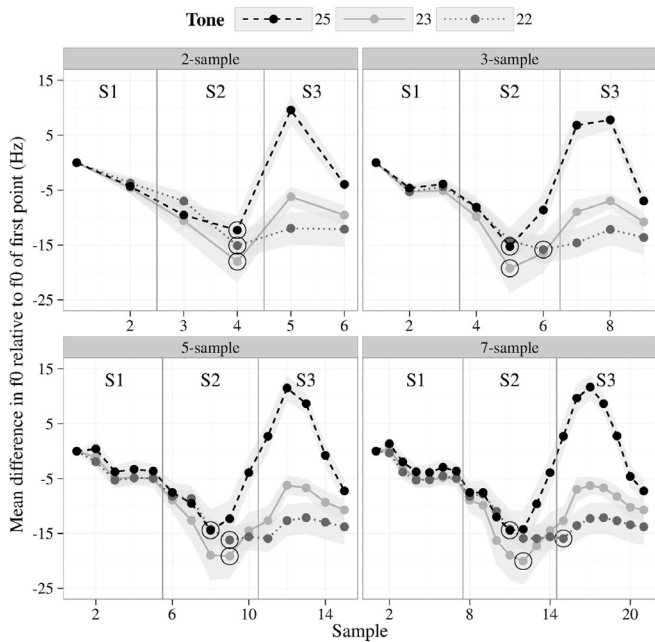 Tone 25 23 22
2-sample 3-sample
S1 S2 S3 S1 S2 S3
15
5
-5
-15
-25
2 3 4 5 6 2 4 6 8
5-sample 7-sample
S1 S2 S3 S1 S2 S3
15
5
-5
-15
-25
2 6 10 14 2 8 14 20
Sample
Mean difference in f0 relative to f0 of first point (Hz)